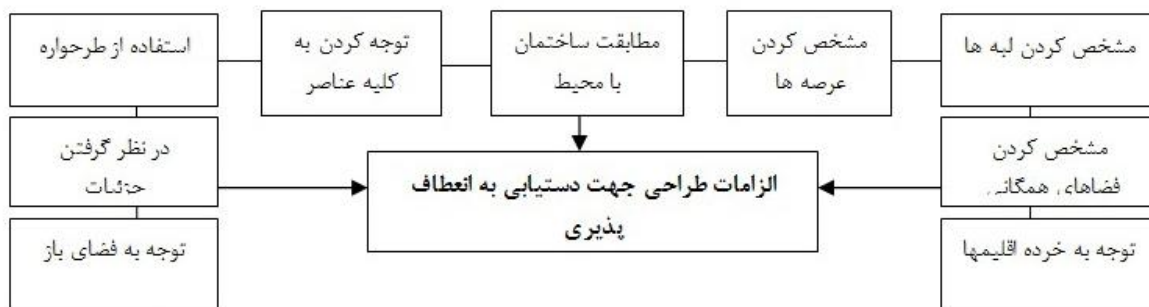 مشخص کردن لبه ها
مشخص کردن
عرصه ها
مطابقت ساختمان
با محیط
توجه کردن به
کلیه عناصر
استفاده از طرحواره
مشخص کردن
فضاهای همگانی
الزامات طراحی جهت دستیابی به انعطاف
پذیری
در نظر گرفتن
جزئیات
توجه به خرده اقلیمها
توجه به فضای باز